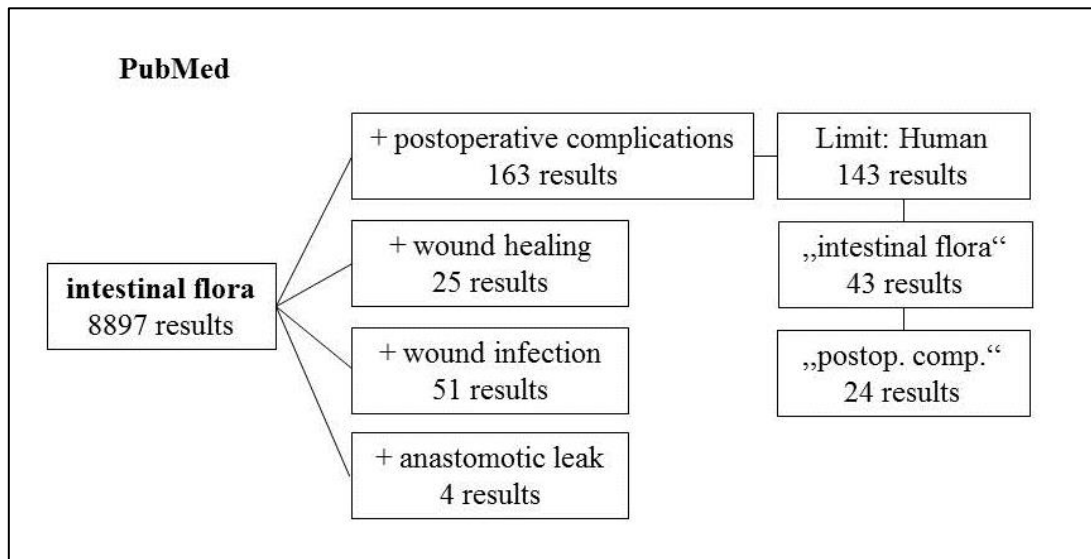 PubMed
intestinal flora
8897 results
+ postoperative complications
163 results
+ wound healing
25 results
+ wound infection
51 results
+ anastomotic leak
4 results
Limit: Human
143 results
„intestinal flora“
43 results
„postop. comp.“
24 results